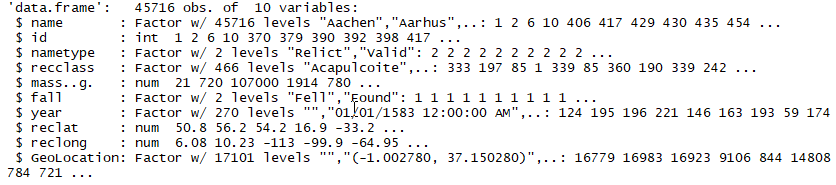 'data.frame':   45716 obs. of  10 variables:
 $ name       : Factor w/ 45716 levels "Aachen","Aarhus",..: 1 2 6 10 406 417 429 430 435 454 ...
 $ id         : int  1 2 6 10 370 379 390 392 398 417 ...
 $ nametype   : Factor w/ 2 levels "Relict","Valid": 2 2 2 2 2 2 2 2 2 2 ...
 $ recclass   : Factor w/ 466 levels "Acapulcoite",..: 333 197 85 1 339 85 360 190 339 242 ...
 $ mass..g.   : num  21 720 107000 1914 780 ...
 $ fall       : Factor w/ 2 levels "Fell","Found": 1 1 1 1 1 1 1 1 1 1 ...
 $ year       : Factor w/ 270 levels "","01/01/1583 12:00:00 AM",..: 124 195 196 221 146 163 193 59 174
 $ reclat     : num  50.8 56.2 54.2 16.9 -33.2 ...
 $ reclong    : num  6.08 10.23 -113 -99.9 -64.95 ...
 $ GeoLocation: Factor w/ 17101 levels "","(-1.002780, 37.150280)",..: 16779 16983 16923 9106 844 14808
784 721 ...